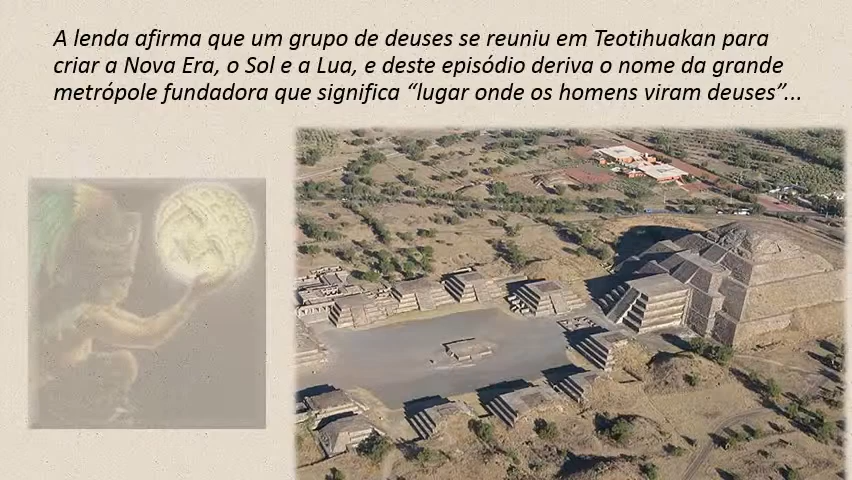 A lenda afirma que um grupo de deuses se reuniu em Teotihuakan para
criar a Nova Era, o Sol e a Lua, e deste episódio deriva o nome da grande
metrópole fundadora que significa “lugar onde os homens viram deuses”...